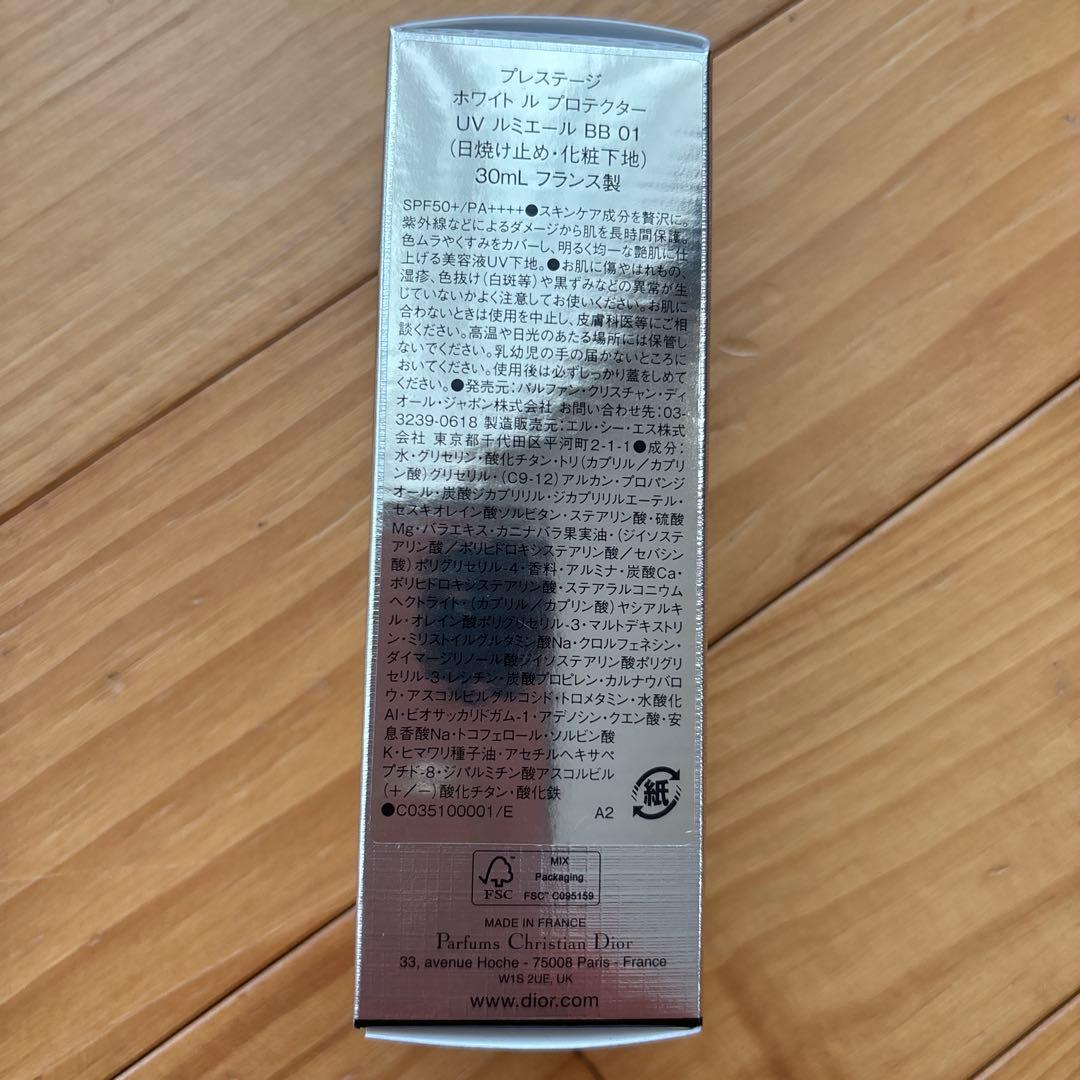 プレステージ
ホワイト ル プロテクター
UV ルミエール BB 01
(日焼け止め・化粧下地)
30mL フランス製
SPF50+/PA++++●スキンケア成分を贅沢に。
紫外線などによるダメージから肌を長時間保護。
色ムラやくすみをカバーし、明るく均一な艶肌に仕
上げる美容液UV下地。●お肌に傷やはれもの、
湿疹、色抜け(白斑等)や黒ずみなどの異常が生
じていないかよく注意してお使いください。お肌に
合わないときは使用を中止し、皮膚科医等にご相
談ください。高温や日光のあたる場所には保管し
ないでください。乳幼児の手の届かないところに
おいてください。使用後は必ずしっかり蓋をしめて
ください。●発売元:パルファン・クリスチャン・ディ
オール・ジャポン株式会社 お問い合わせ先:03-
3239-0618 製造販売元:エル・シー・エス株式
会社 東京都千代田区平河町2-1-1●成分:
水・グリセリン・酸化チタン・トリ(カプリル/カプリ
ン酸)グリセリル・(C9-12)アルカン・プロパンジ
オール・炭酸ジカプリリル・ジカプリリルエーテル・
セスキオレイン酸ソルビタン・ステアリン酸・硫酸
Mg・バラエキス・カニナバラ果実油・(ジイソステ
アリン酸/ポリヒドロキシステアリン酸/セバシン
酸)ポリグリセリル-4・香料・アルミナ・炭酸Ca・
ポリヒドロキシステアリン酸・ステアラルコニウム
ヘクトライト・(カプリル/カプリン酸)ヤシアルキ
ル・オレイン酸ポリグリセリル-3・マルトデキストリ
ン・ミリストイルグルタミン酸Na・クロルフェネシン・
ダイマージリノール酸ジイソステアリン酸ポリグリ
セリル-3・レシチン・炭酸プロピレン・カルナウバロ
ウ・アスコルビルグルコシド・トロメタミン・水酸化
Al・ビオサッカリドガム-1・アデノシン・クエン酸・安
息香酸Na・トコフェロール・ソルビン酸
K・ヒマワリ種子油・アセチルヘキサペ
プチド-8・ジパルミチン酸アスコルビル
(+/-)酸化チタン・酸化鉄
●C035100001/E A2
紙
FSC
MIX
Packaging
FSC™ C095159
MADE IN FRANCE
Parfums Christian Dior
33, avenue Hoche - 75008 Paris - France
W1S 2UE, UK
www.dior.com